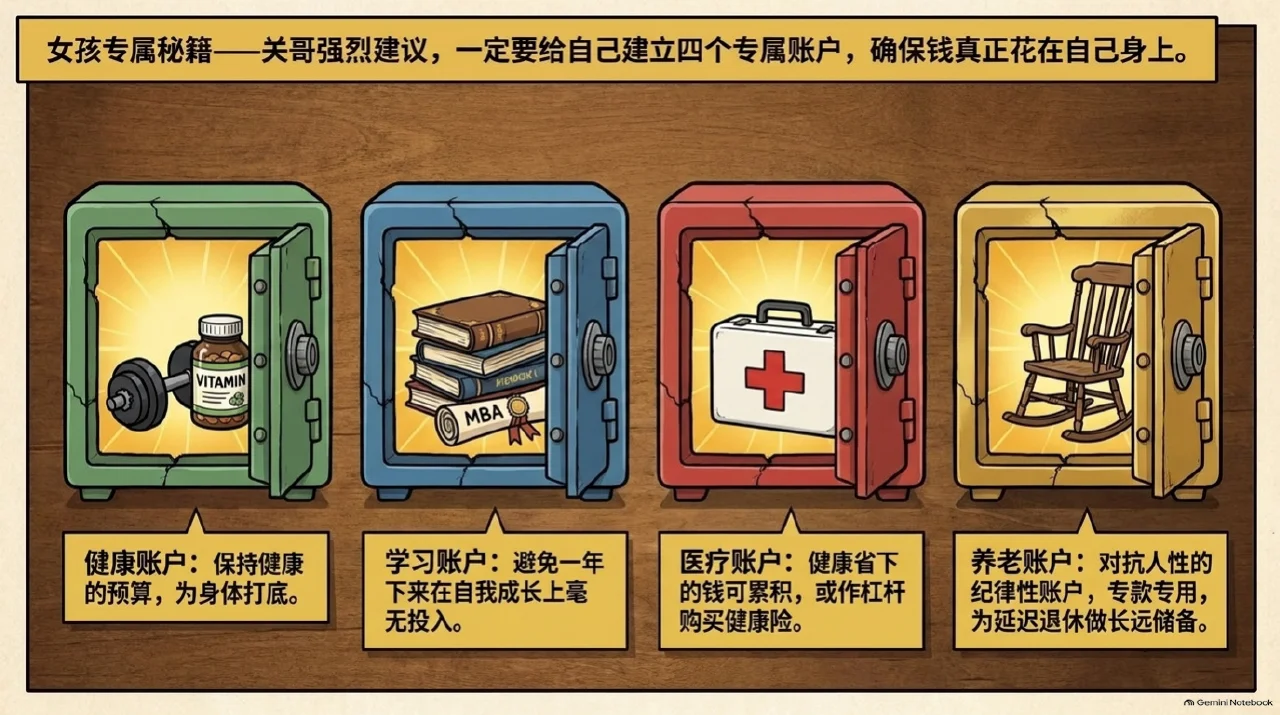 女孩专属秘籍——关哥强烈建议，一定要给自己建立四个专属账户，确保钱真正花在自己身上。
VITAMIN
MBA
健康账户：保持健康
的预算，为身体打底。
学习账户：避免一年
下来在自我成长上毫
无投入。
医疗账户：健康省下
的钱可累积，或作杠杆
购买健康险。
养老账户：对抗人性的
纪律性账户，专款专用，
为延迟退休做长远储备。
Gemini Notebook